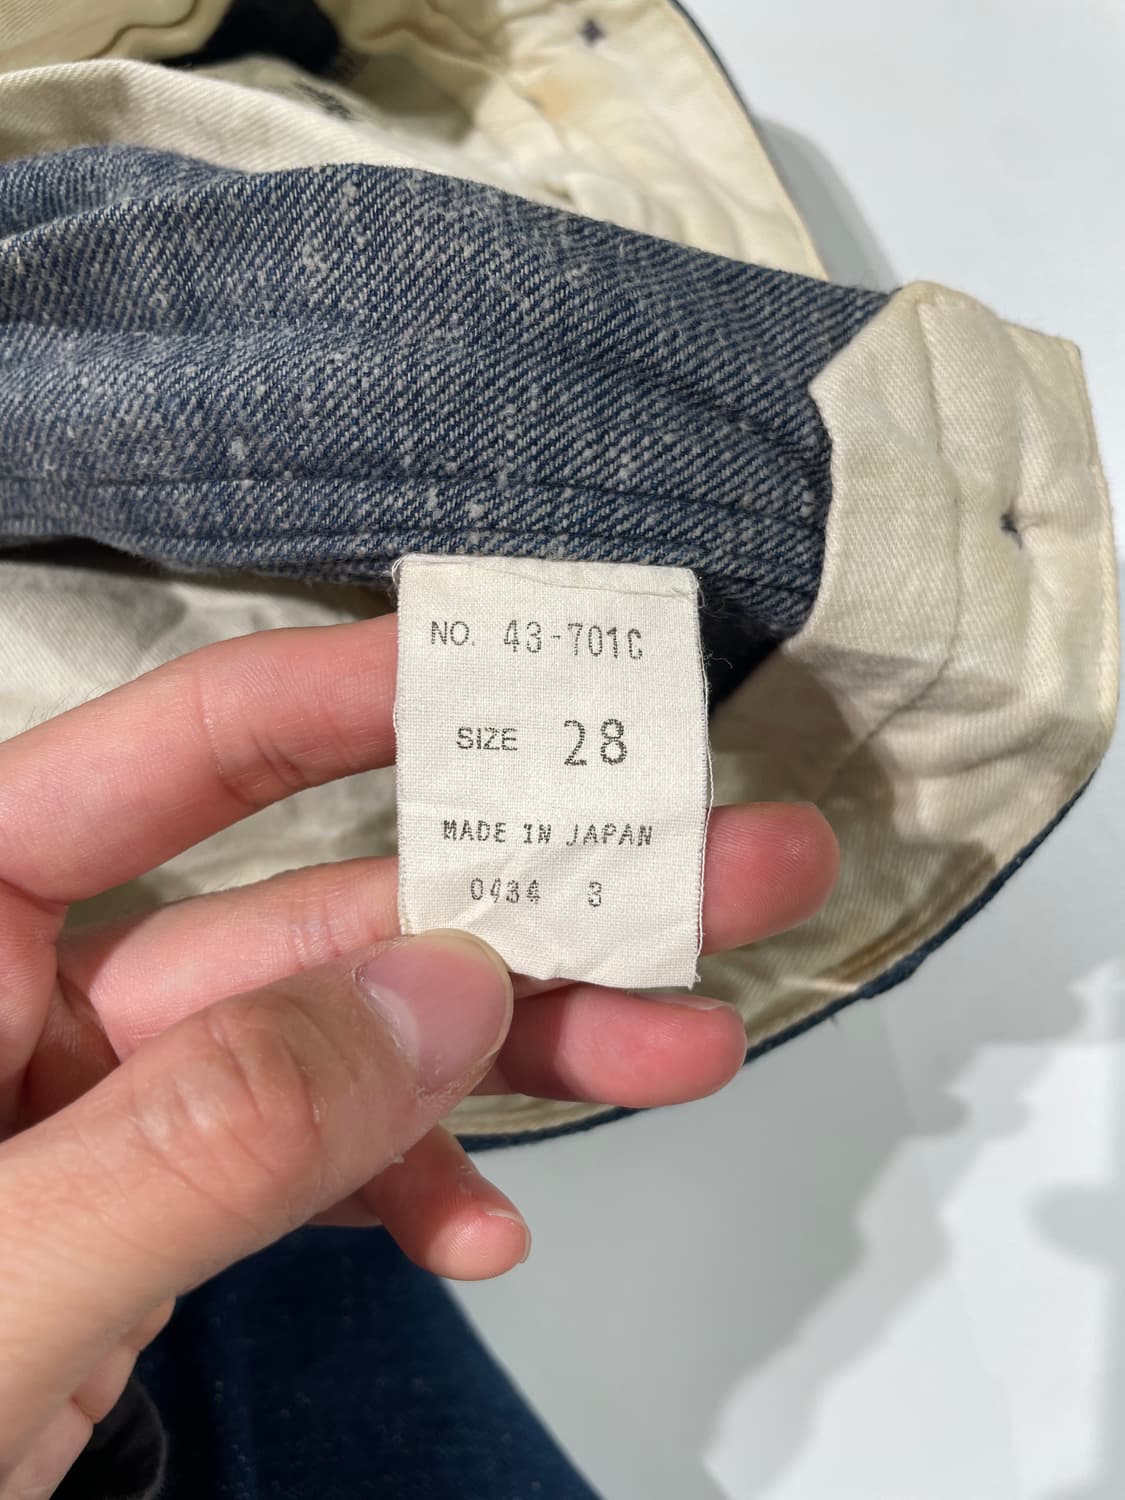 NO. 43-701C
SIZE 28
MADE IN JAPAN
0434 3